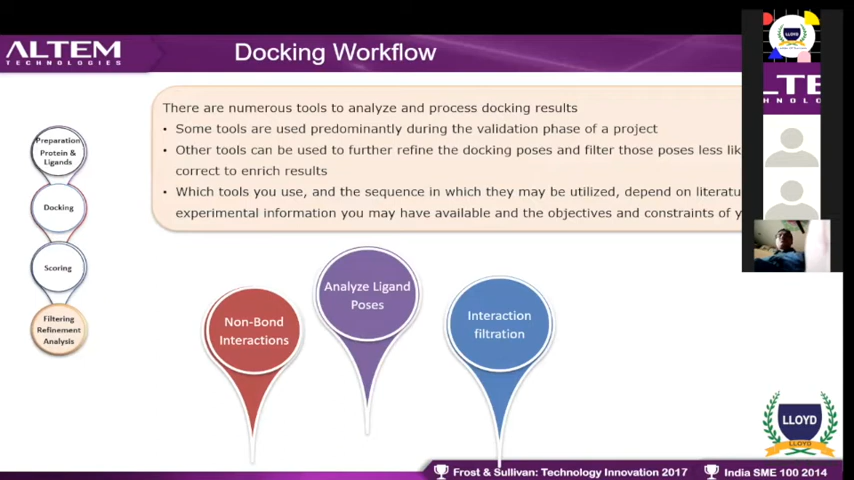 ALTEM
TECHNOLOGIES
Docking Workflow
There are numerous tools to analyze and process docking results
• Some tools are used predominantly during the validation phase of a project
• Other tools can be used to further refine the docking poses and filter those poses less lik
correct to enrich results
• Which tools you use, and the sequence in which they may be utilized, depend on literatu
experimental information you may have available and the objectives and constraints of y
Preparation
Protein &
Ligands
Docking
Scoring
Filtering
Refinement
Analysis
Non-Bond
Interactions
Analyze Ligand
Poses
Interaction
filtration
LLOYD
LTE
HNOLO
LLOYD
Frost & Sullivan: Technology Innovation 2017
India SME 100 2014